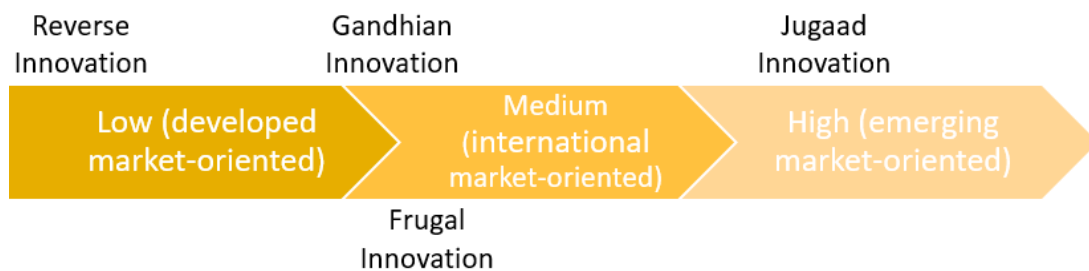 Reverse
Innovation
Gandhian
Innovation
Jugaad
Innovation
Low (developed
market-oriented)
Medium
(international
market-oriented)
High (emerging
market-oriented)
Frugal
Innovation